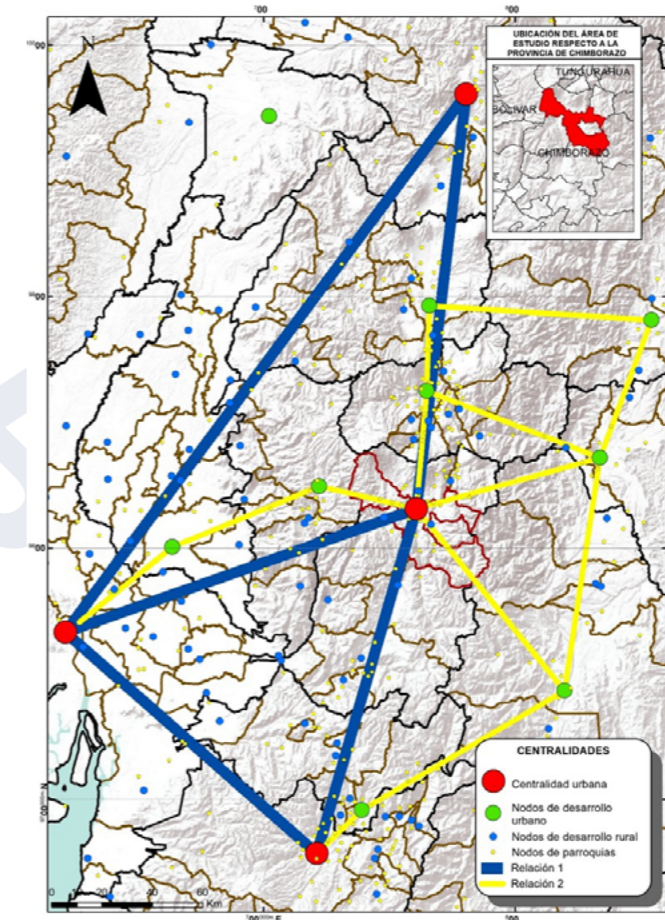 N
UBICACIÓN DEL ÁREA DE
ESTUDIO RESPECTO A LA
PROVINCIA DE CHIMBORAZO
TUNGURAHUA
BOLIVAR
CHIMBORAZO
CENTRALIDADES
Centralidad urbana
Nodos de desarrollo
urbano
Nodos de desarrollo rural
Nodos de parroquias
Relación 1
Relación 2
0
20
40
60
Km